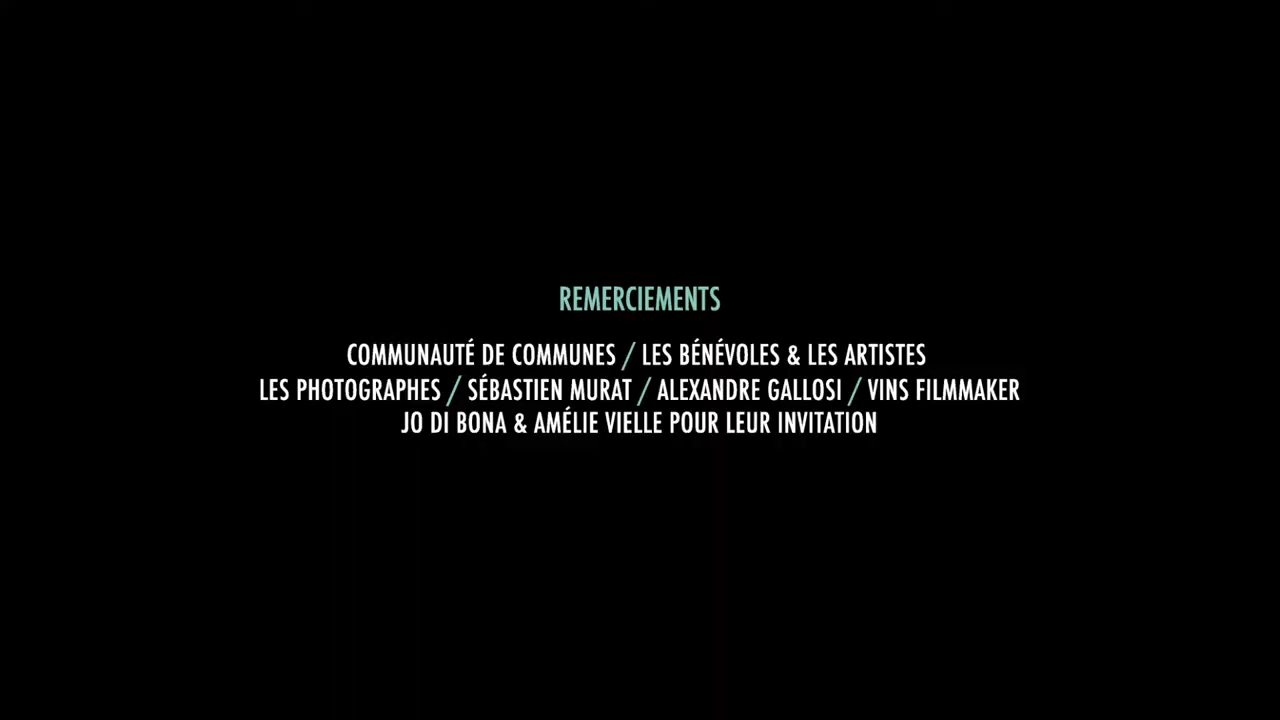 REMERCIEMENTS
COMMUNAUTÉ DE COMMUNES / LES BÉNÉVOLES & LES ARTISTES
LES PHOTOGRAPHES / SÉBASTIEN MURAT / ALEXANDRE GALLOSI / VINS FILMMAKER
JO DI BONA & AMÉLIE VIELLE POUR LEUR INVITATION